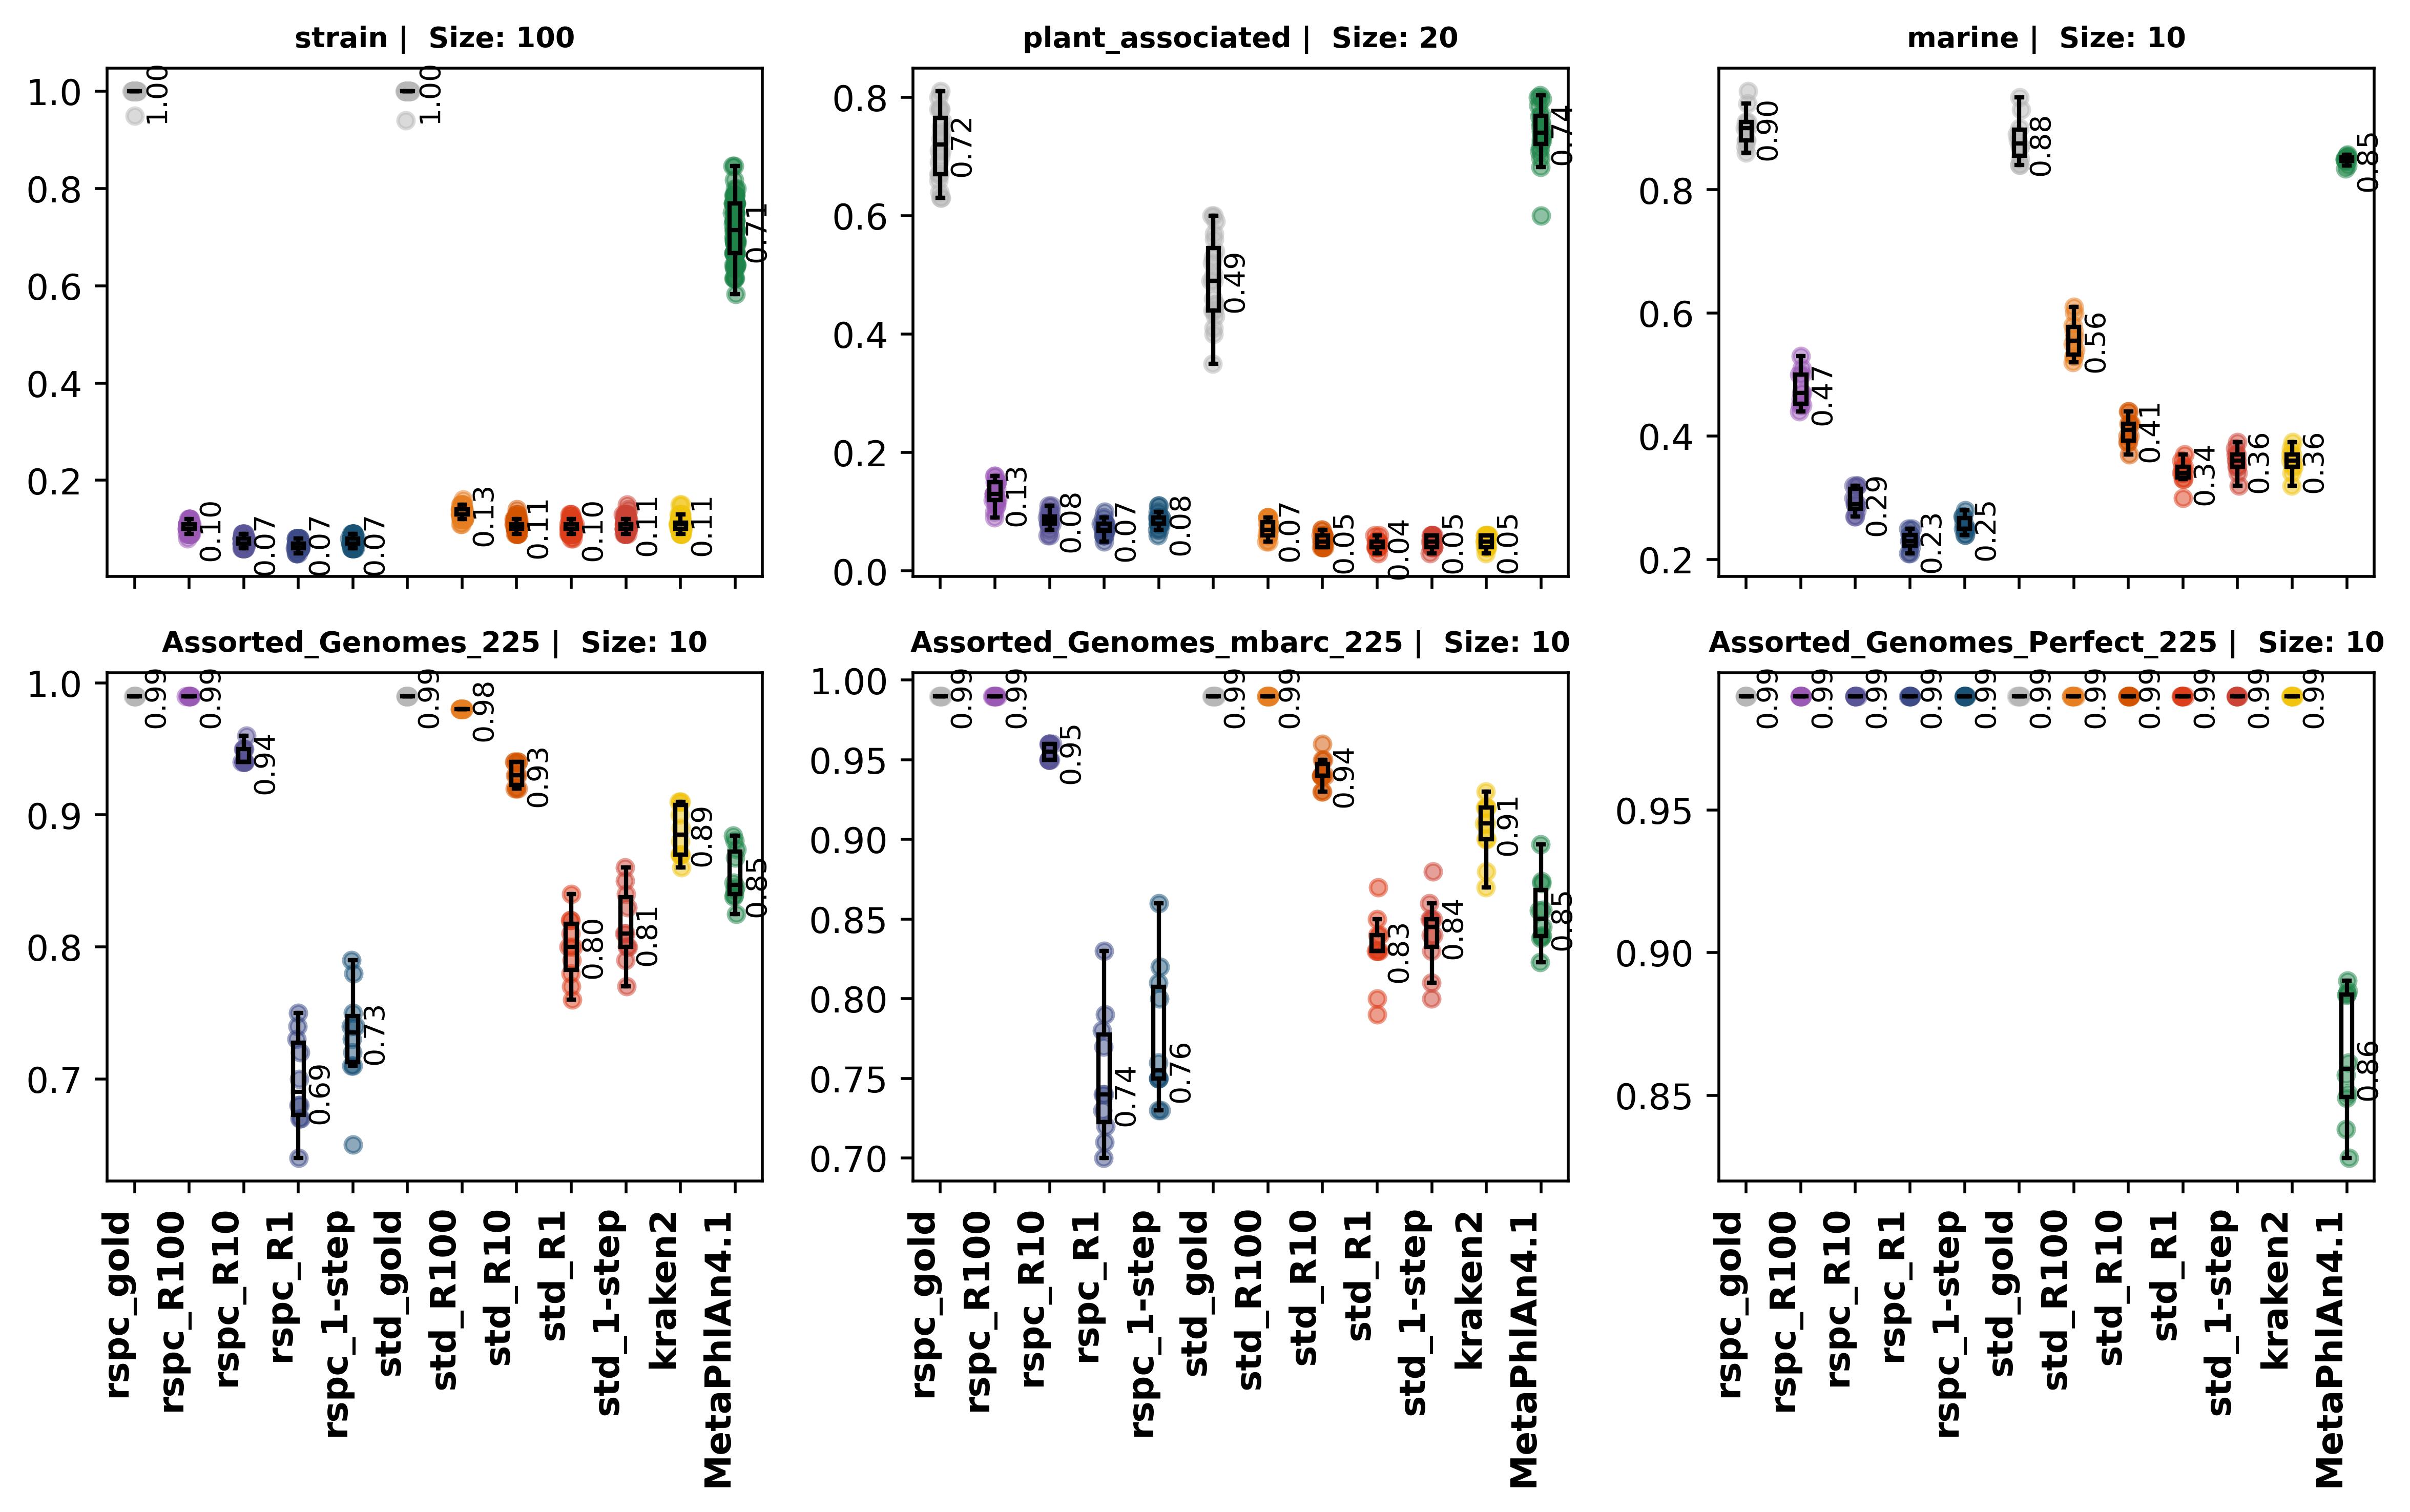 strain |  Size: 100
1.0
0.8
0.6
0.4
0.2
1.00
0.10
0.07
0.07
0.07
1.00
0.13
0.11
0.10
0.11
0.11
0.71
plant_associated |  Size: 20
0.8
0.6
0.4
0.2
0.0
0.72
0.13
0.08
0.07
0.08
0.49
0.07
0.05
0.04
0.05
0.05
0.74
marine |  Size: 10
0.8
0.6
0.4
0.2
0.90
0.47
0.29
0.23
0.25
0.88
0.56
0.41
0.34
0.36
0.36
0.85
Assorted_Genomes_225 |  Size: 10
1.0
0.9
0.8
0.7
0.99
0.99
0.94
0.69
0.73
0.99
0.98
0.93
0.80
0.81
0.89
0.85
rspc_gold
rspc_R100
rspc_R10
rspc_R1
rspc_1-step
std_gold
std_R100
std_R10
std_R1
std_1-step
kraken2
MetaPhlAn4.1
Assorted_Genomes_mbarc_225 |  Size: 10
1.00
0.95
0.90
0.85
0.80
0.75
0.70
0.99
0.99
0.95
0.74
0.76
0.99
0.99
0.94
0.83
0.84
0.91
0.85
rspc_gold
rspc_R100
rspc_R10
rspc_R1
rspc_1-step
std_gold
std_R100
std_R10
std_R1
std_1-step
kraken2
MetaPhlAn4.1
Assorted_Genomes_Perfect_225 |  Size: 10
0.95
0.90
0.85
0.99
0.99
0.99
0.99
0.99
0.99
0.99
0.99
0.99
0.99
0.99
0.86
rspc_gold
rspc_R100
rspc_R10
rspc_R1
rspc_1-step
std_gold
std_R100
std_R10
std_R1
std_1-step
kraken2
MetaPhlAn4.1